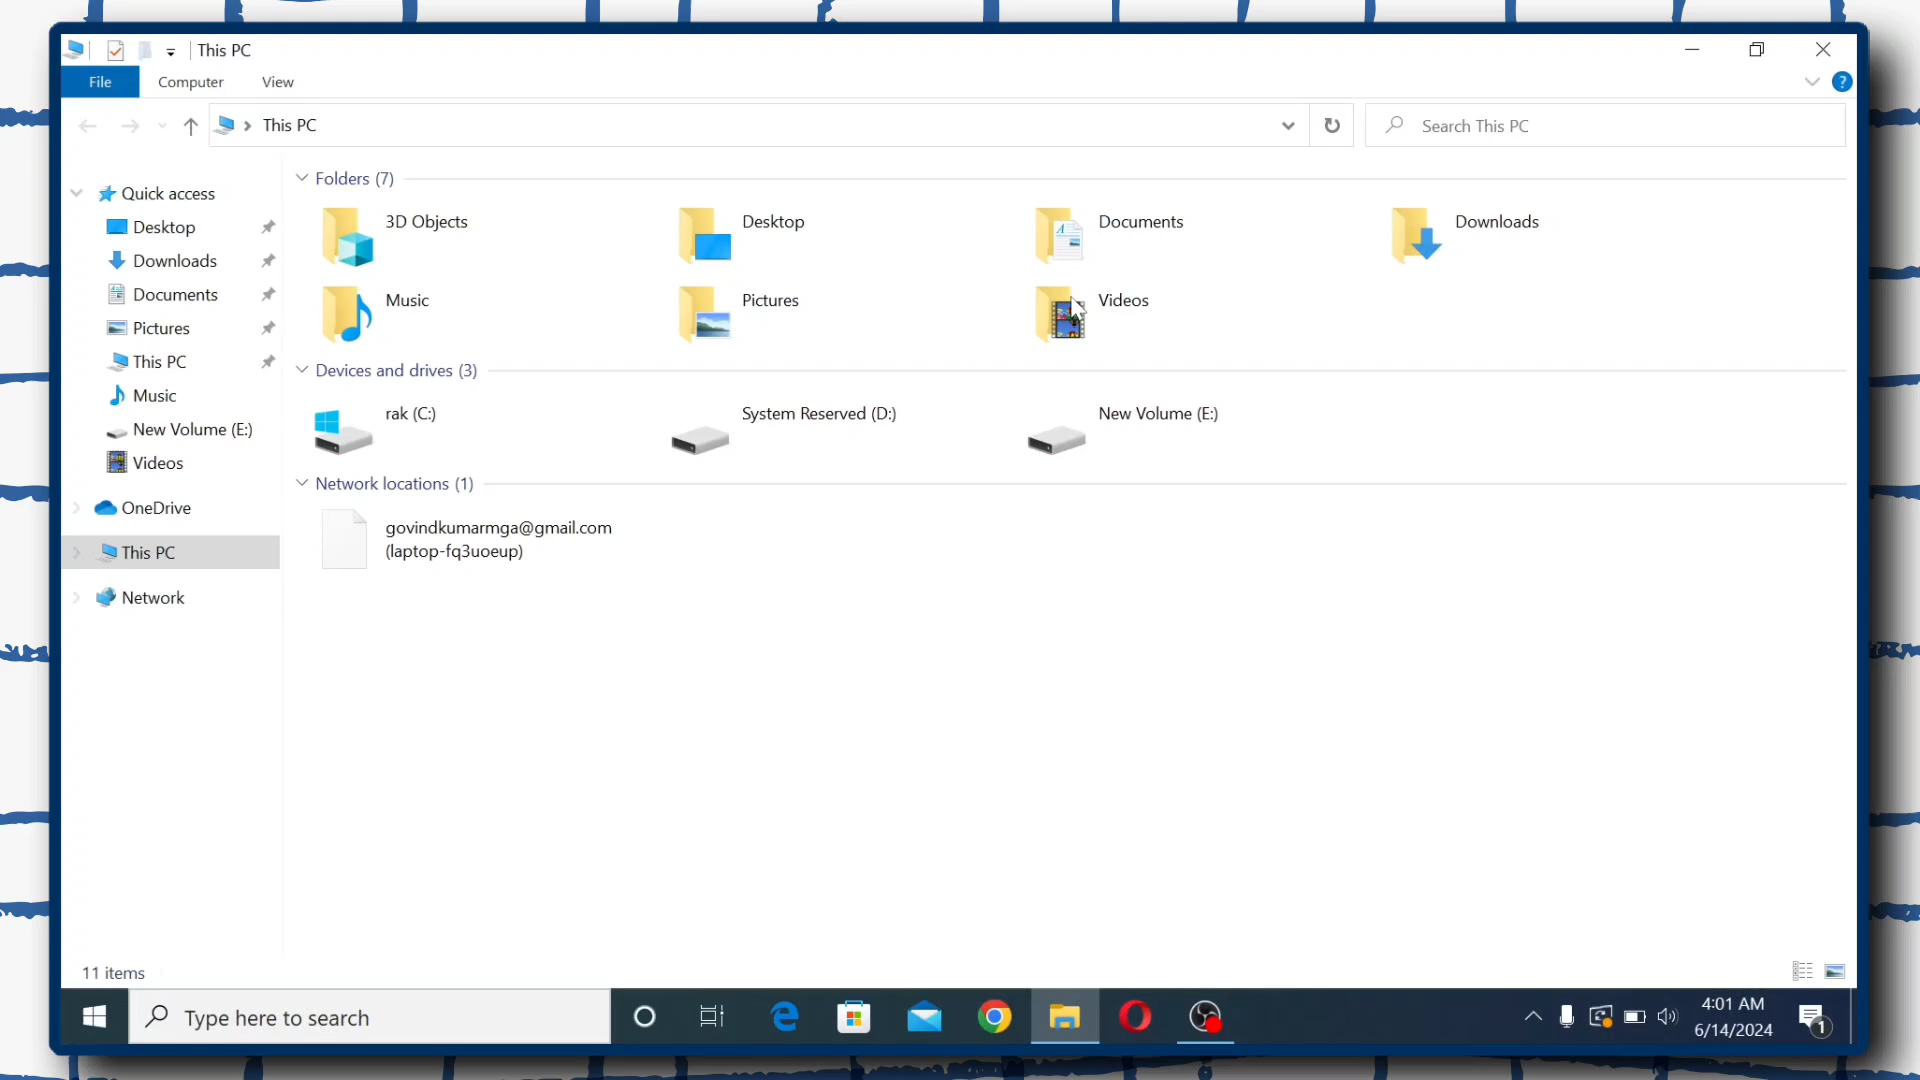 This PC
File
Computer
View
This PC
Search This PC
Quick access
Desktop
Downloads
Documents
Pictures
This PC
Music
New Volume (E:)
Videos
OneDrive
This PC
Network
Folders (7)
3D Objects
Desktop
Documents
Downloads
Music
Pictures
Videos
Devices and drives (3)
rak (C:)
System Reserved (D:)
New Volume (E:)
Network locations (1)
govindkumarmga@gmail.com
(laptop-fq3uoeup)
11 items
Type here to search
4:01 AM
6/14/2024
1